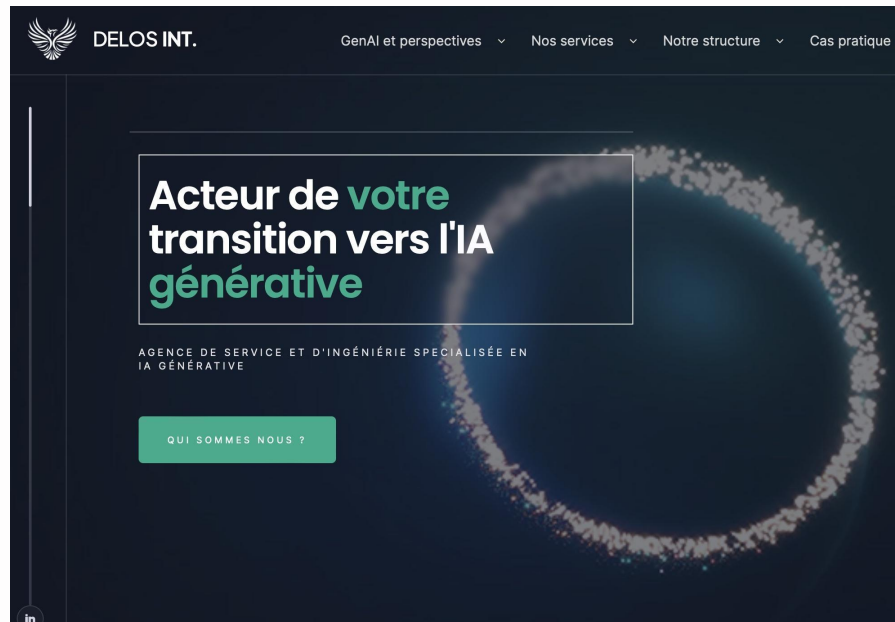 DELOS INT.
GenAI et perspectives
Nos services
Notre structure
Cas pratique
Acteur de votre
transition vers l'IA
générative
AGENCE DE SERVICE ET D'INGÉNIÉRIE SPECIALISÉE EN
IA GÉNÉRATIVE
QUI SOMMES NOUS ?
in